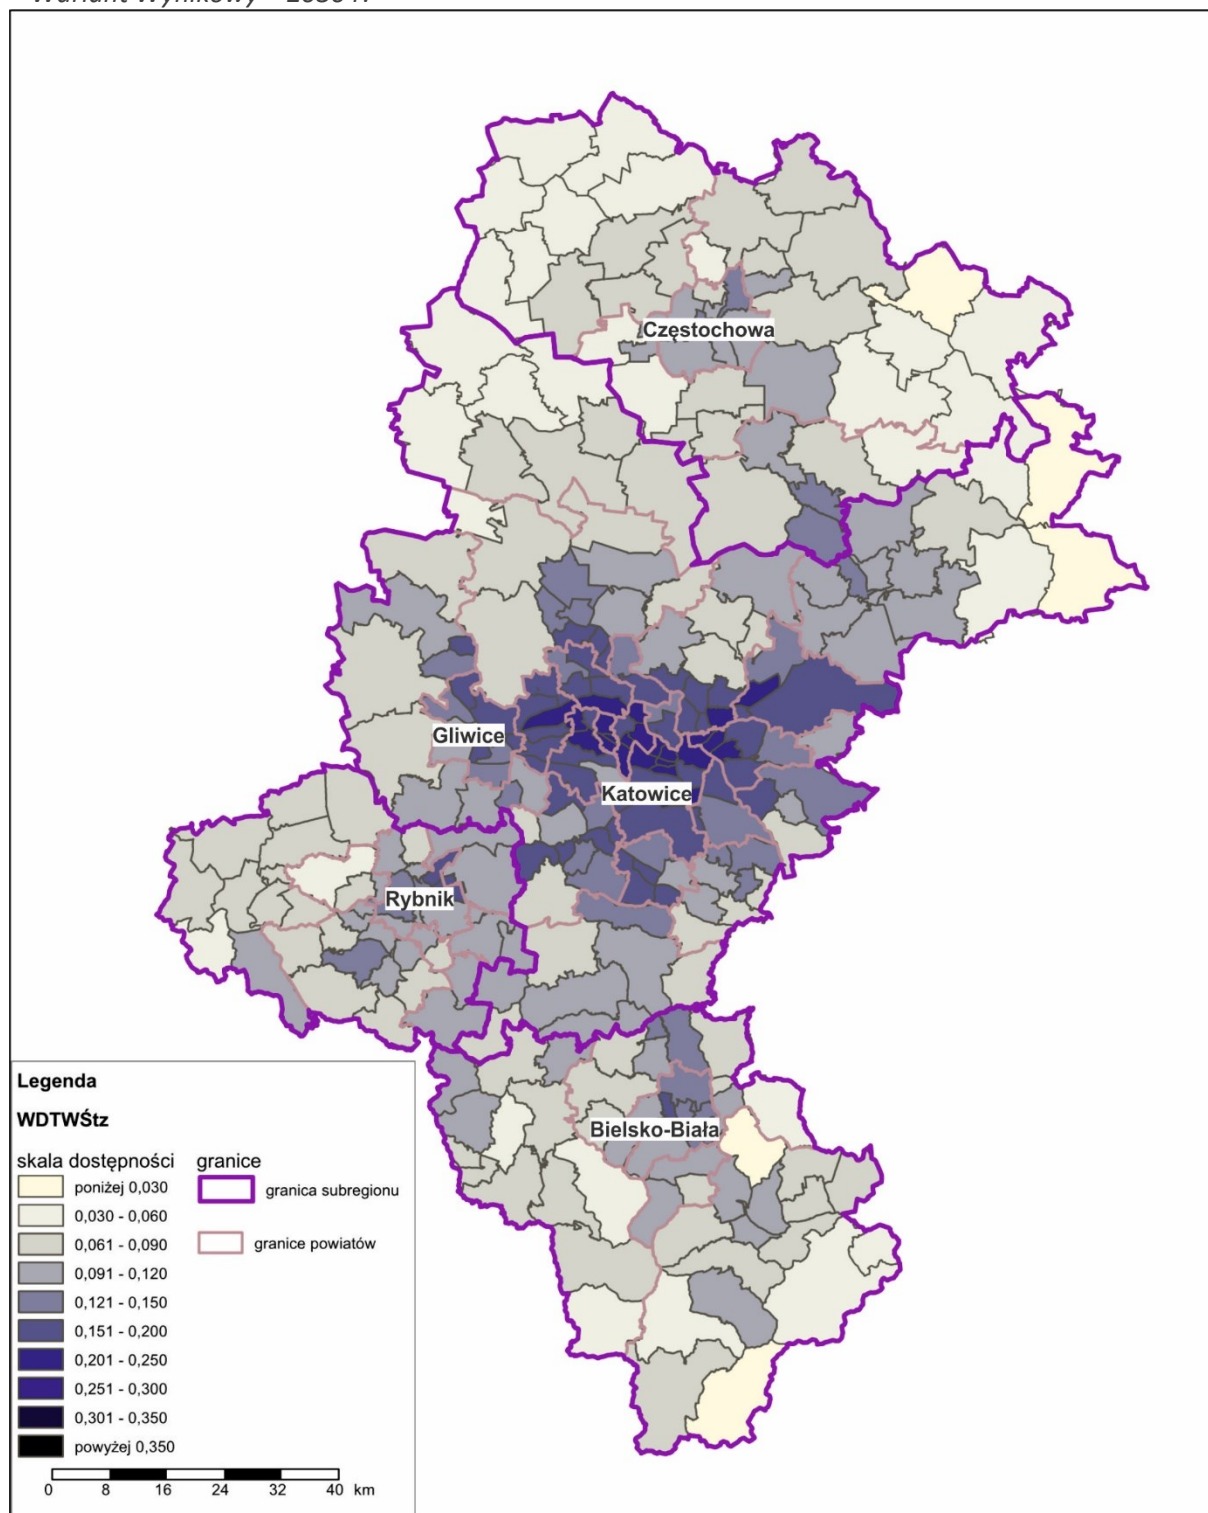 Częstochowa
Gliwice
Katowice
Rybnik
Bielsko-Biała
Legenda
WDTWŚtz
skala dostępności
granice
poniżej 0,030
granica subregionu
0,030 - 0,060
0,061 - 0,090
granice powiatów
0,091 - 0,120
0,121 - 0,150
0,151 - 0,200
0,201 - 0,250
0,251 - 0,300
0,301 - 0,350
powyżej 0,350
0 8 16 24 32 40 km